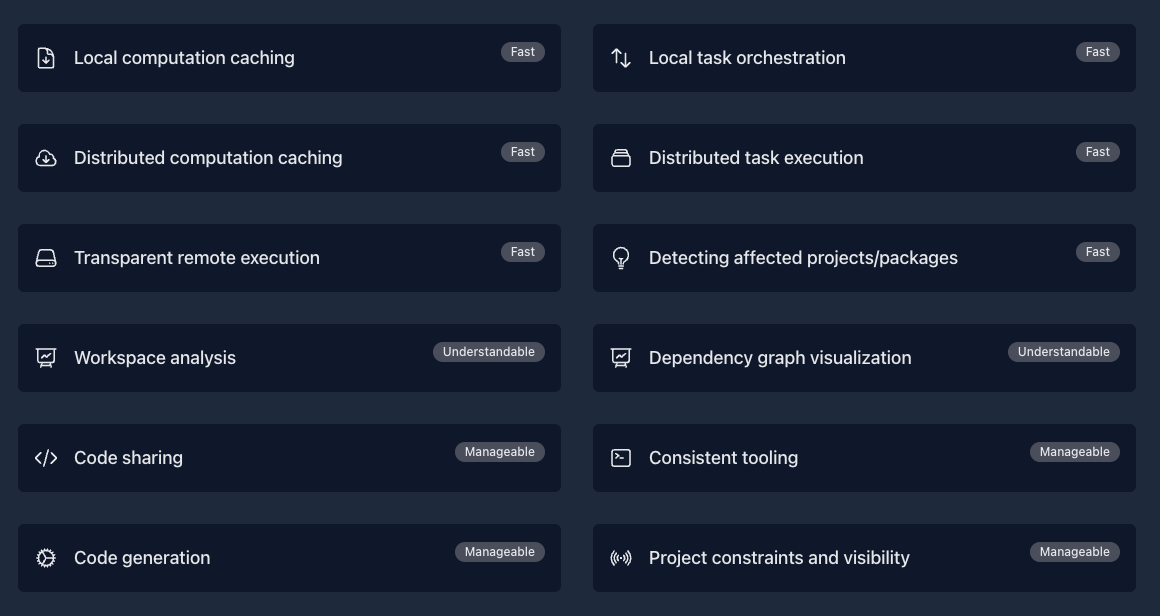 Local computation caching
Fast
Local task orchestration
Fast
Distributed computation caching
Fast
Distributed task execution
Fast
Transparent remote execution
Fast
Detecting affected projects/packages
Fast
Workspace analysis
Understandable
Dependency graph visualization
Understandable
Code sharing
Manageable
Consistent tooling
Manageable
Code generation
Manageable
Project constraints and visibility
Manageable